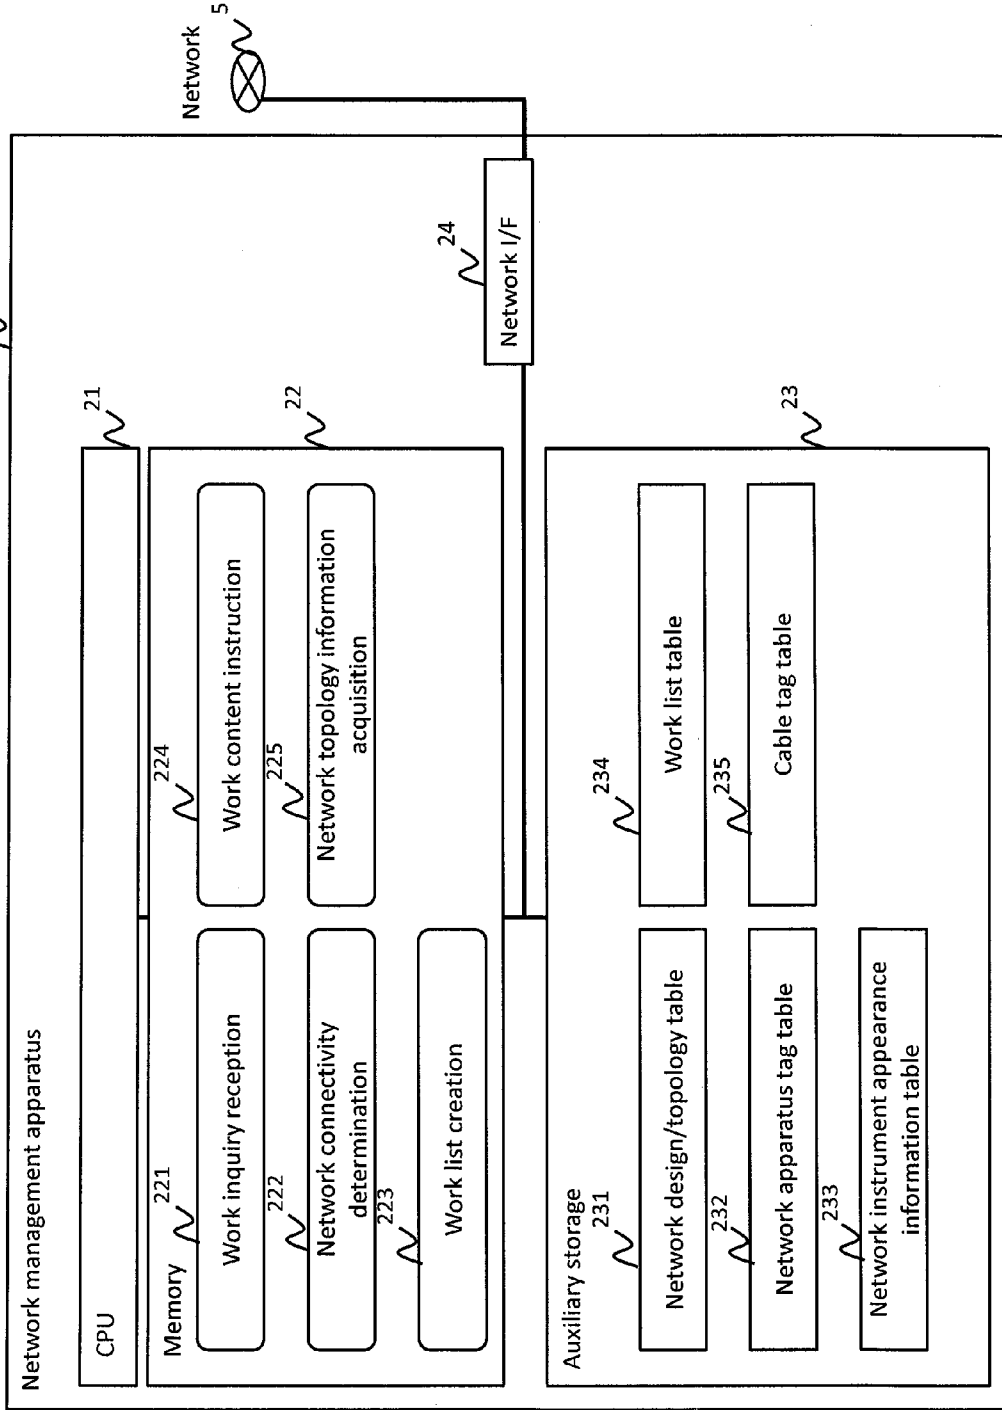 Network management apparatus
CPU
21
Memory
22
221
Work inquiry reception
224
Work content instruction
222
Network connectivity
determination
225
Network topology information
acquisition
223
Work list creation
24
Network I/F
Network
5
Auxiliary storage
23
231
Network design/topology table
234
Work list table
232
Network apparatus tag table
235
Cable tag table
233
Network instrument appearance
information table